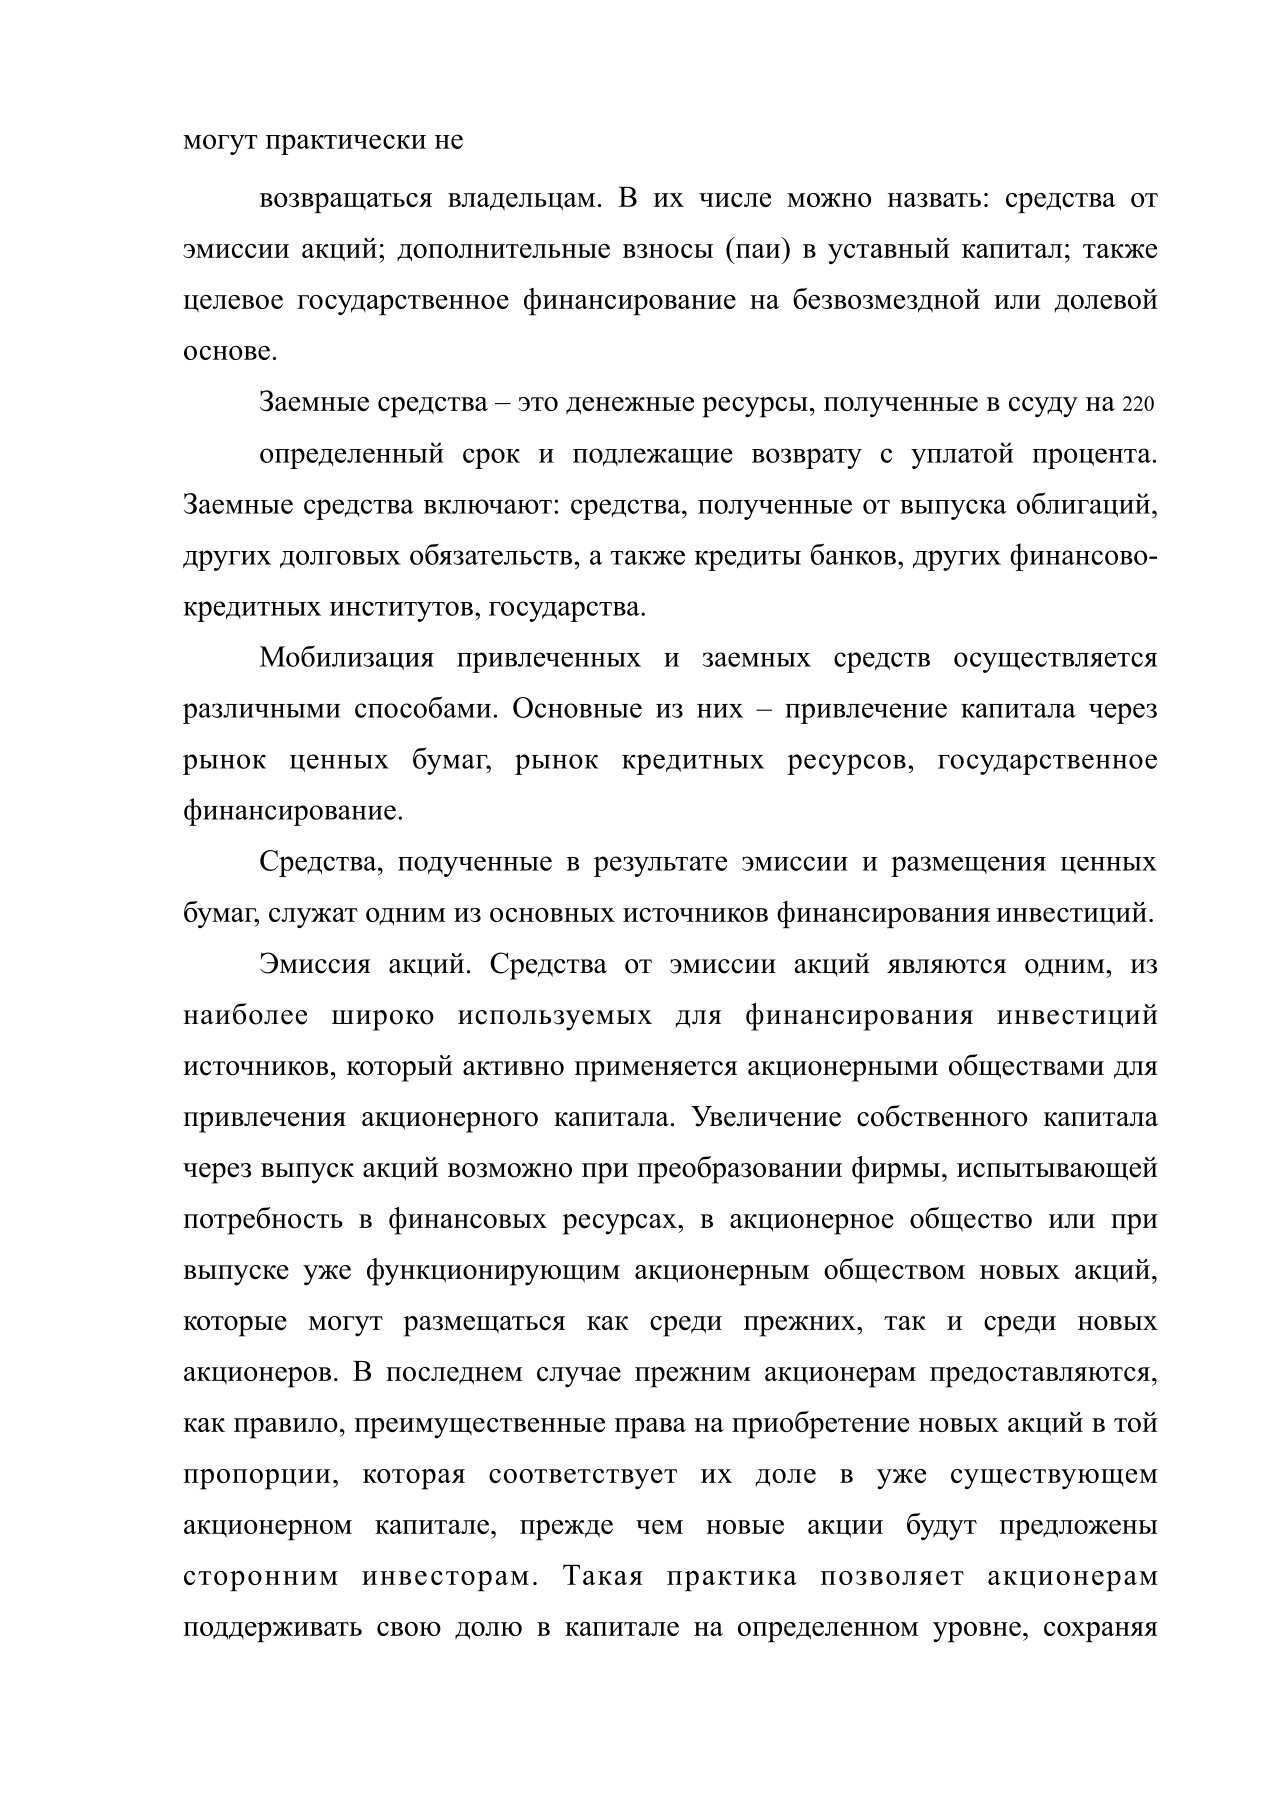 могут практически не
возвращаться владельцам. В их числе можно назвать: средства от
эмиссии акций; дополнительные взносы (паи) в уставный капитал; также
целевое государственное финансирование на безвозмездной или долевой
основе.
Заемные средства – это денежные ресурсы, полученные в ссуду на 220
определенный срок и подлежащие возврату с уплатой процента.
Заемные средства включают: средства, полученные от выпуска облигаций,
других долговых обязательств, а также кредиты банков, других финансово-
кредитных институтов, государства.
Мобилизация привлеченных и заемных средств осуществляется
различными способами. Основные из них – привлечение капитала через
рынок ценных бумаг, рынок кредитных ресурсов, государственное
финансирование.
Средства, подученные в результате эмиссии и размещения ценных
бумаг, служат одним из основных источников финансирования инвестиций.
Эмиссия акций. Средства от эмиссии акций являются одним, из
наиболее широко используемых для финансирования инвестиций
источников, который активно применяется акционерными обществами для
привлечения акционерного капитала. Увеличение собственного капитала
через выпуск акций возможно при преобразовании фирмы, испытывающей
потребность в финансовых ресурсах, в акционерное общество или при
выпуске уже функционирующим акционерным обществом новых акций,
которые могут размещаться как среди прежних, так и среди новых
акционеров. В последнем случае прежним акционерам предоставляются,
как правило, преимущественные права на приобретение новых акций в той
пропорции, которая соответствует их доле в уже существующем
акционерном капитале, прежде чем новые акции будут предложены
сторонним инвесторам. Такая практика позволяет акционерам
поддерживать свою долю в капитале на определенном уровне, сохраняя